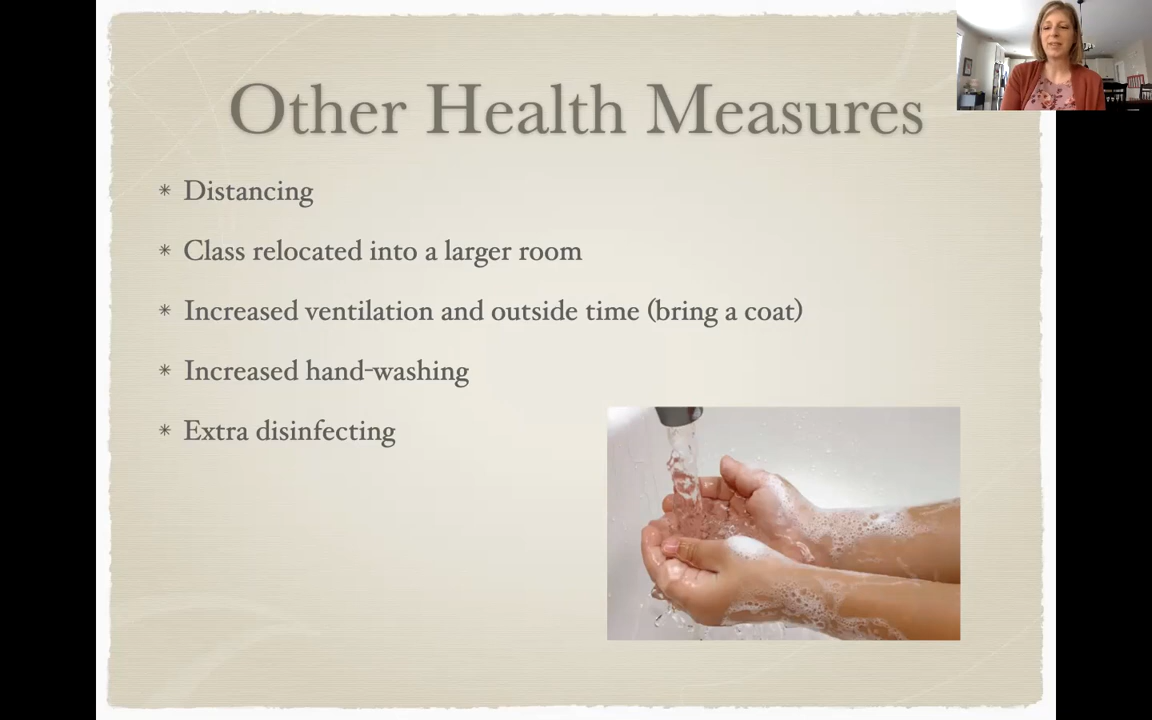 Other Health Measures
* Distancing
* Class relocated into a larger room
* Increased ventilation and outside time (bring a coat)
* Increased hand-washing
* Extra disinfecting